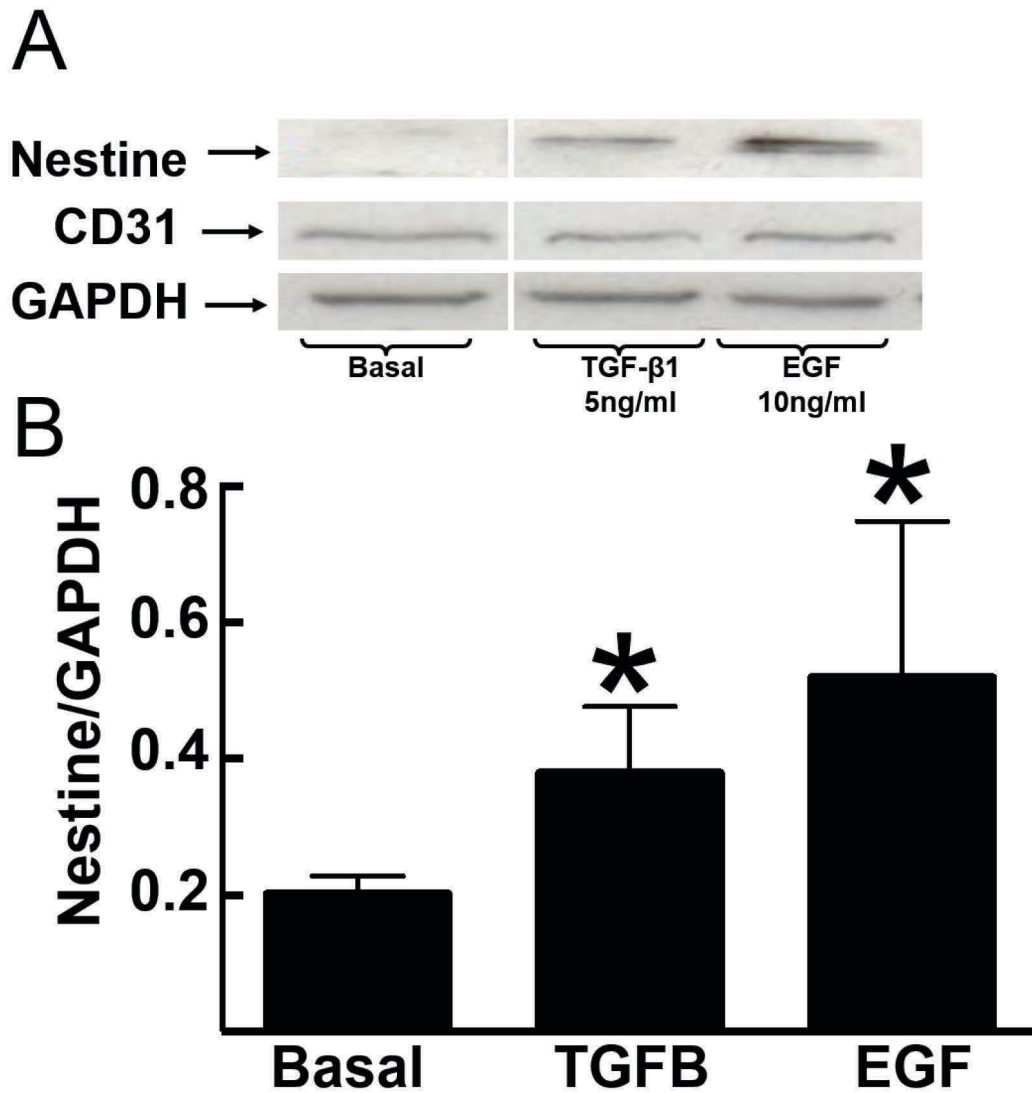 A
Nestine
CD31
GAPDH
Basal
TGF-β1
5ng/ml
EGF
10ng/ml
B
Nestine/GAPDH
0.8
0.6
0.4
0.2
*
*
Basal
TGFB
EGF